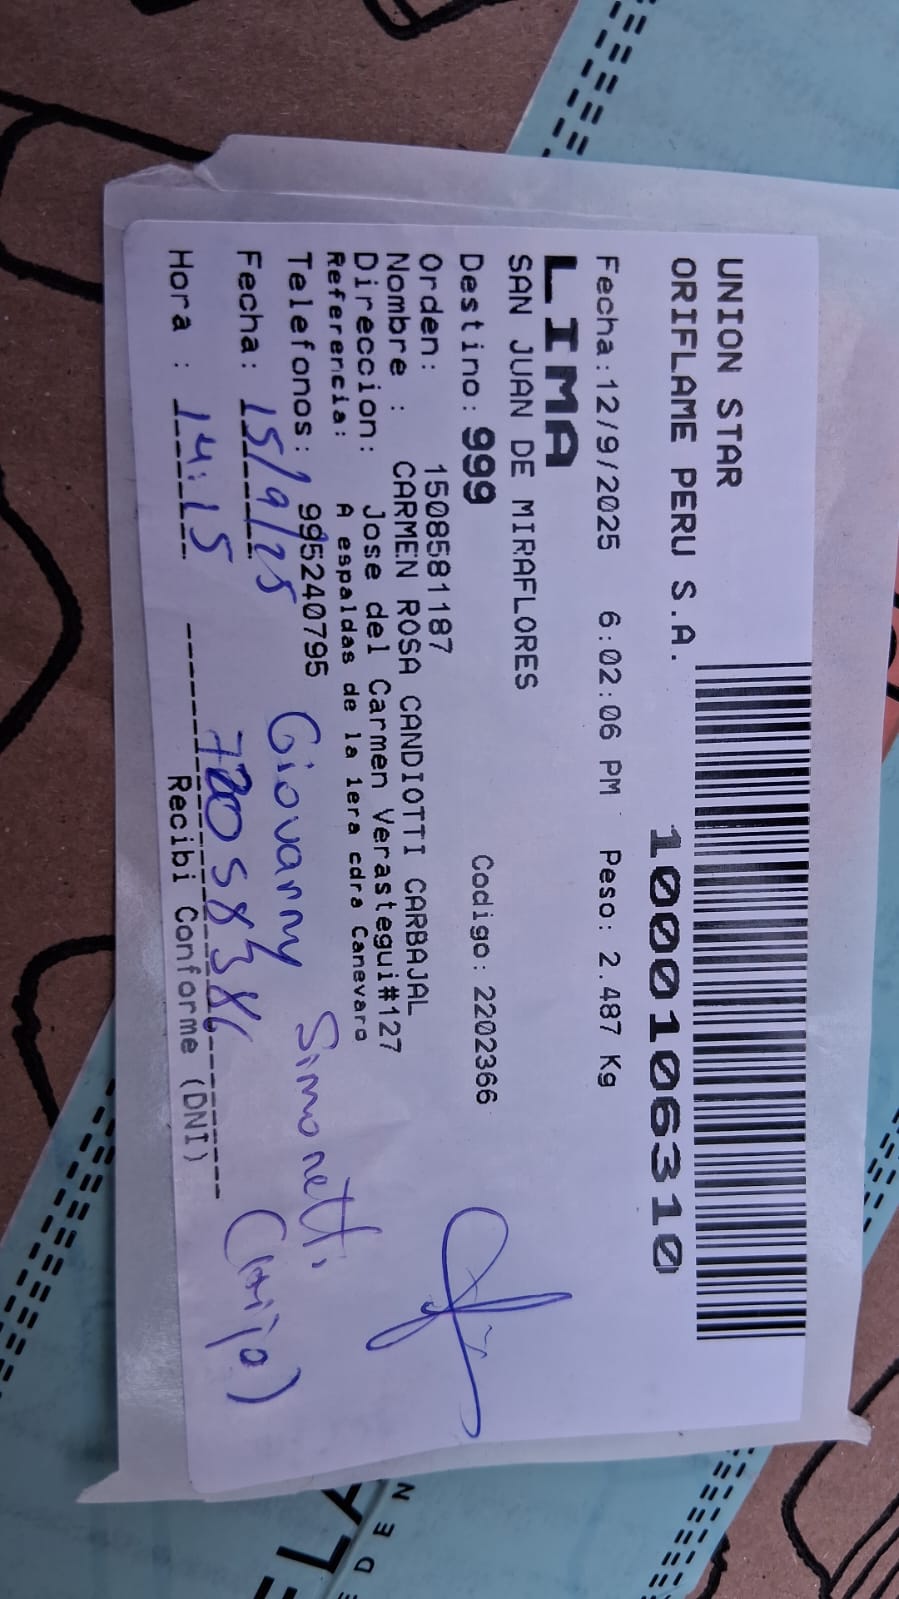 UNION STAR
ORIFLAME PERU S.A.
1000106310
Fecha:12/9/2025 6:02:06 PM Peso: 2.487 Kg
LIMA
SAN JUAN DE MIRAFLORES
Destino: 999 Codigo: 2202366
Orden: 1508581187
Nombre : CARMEN ROSA CANDIOTTI CARBAJAL
Direccion: Jose del Carmen Verastegui#127
Referencia: A espaldas de la 1era cdra Canevaro
Telefonos: 995240795
Giovanny Simonetti
Fecha: 15/9/25
(Hijo)
Hora : 14:15
Recibi Conforme (DNI)
ELA
EDEN